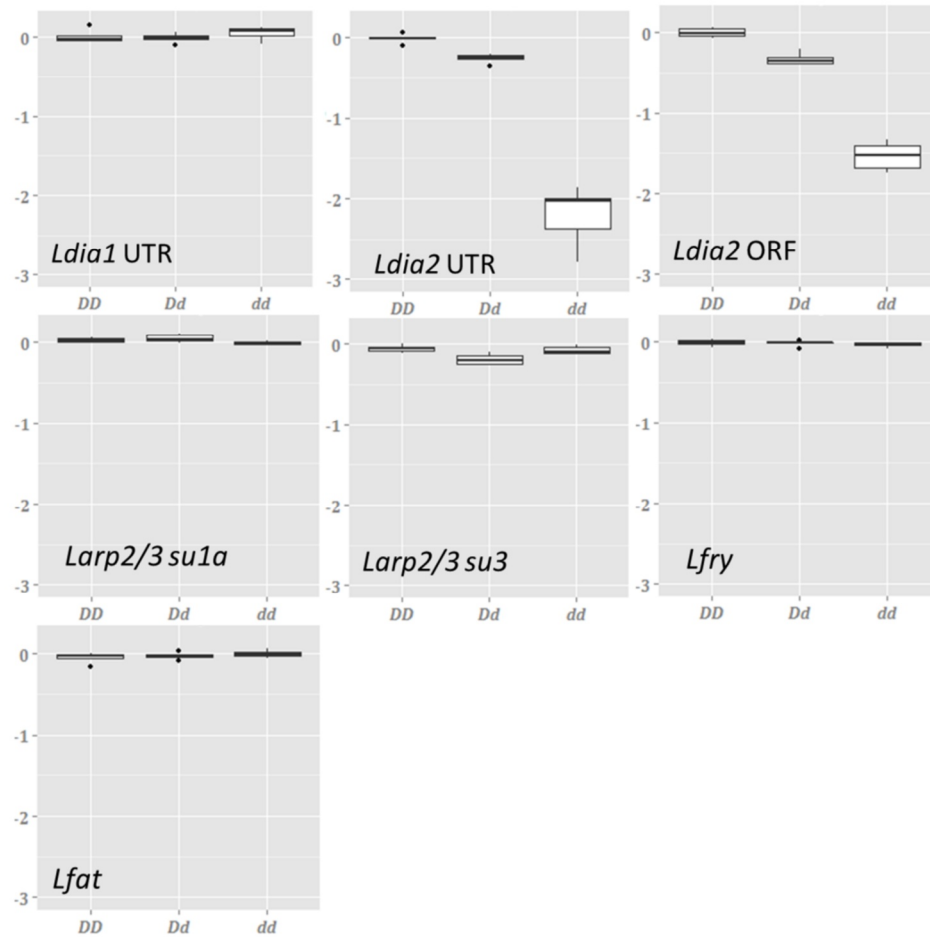 0
-1
-2
-3
Ldia1 UTR
DD Dd dd
0
-1
-2
-3
Ldia2 UTR
DD Dd dd
0
-1
-2
-3
Ldia2 ORF
DD Dd dd
0
-1
-2
-3
Larp2/3 su1a
DD Dd dd
0
-1
-2
-3
Larp2/3 su3
DD Dd dd
0
-1
-2
-3
Lfry
DD Dd dd
0
-1
-2
-3
Lfat
DD Dd dd